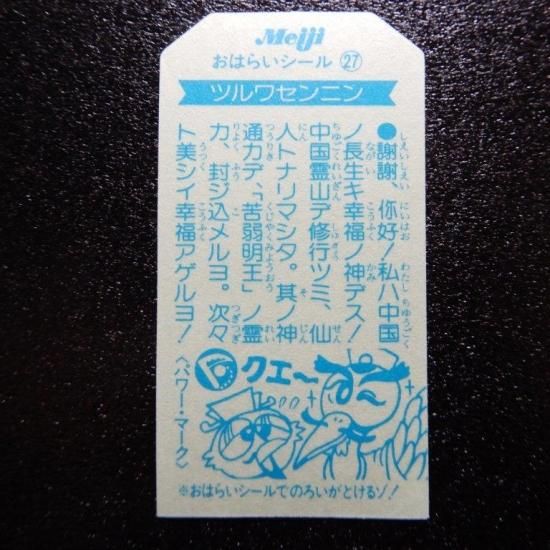 Meiji
おはらいシール 27
ツルワセンニン
●謝謝、你好！私ハ中国
ノ長生キ幸福ノ神デス！
中国霊山デ修行ツミ、仙
人トナリマシタ。其ノ神
通力デ、「苦弱明王」ノ霊
力、封ジ込メルヨ。次々
ト美シイ幸福アゲルヨ！
〈パワー・マーク〉
クエ〜
※おはらいシールでのろいがとけるゾ！